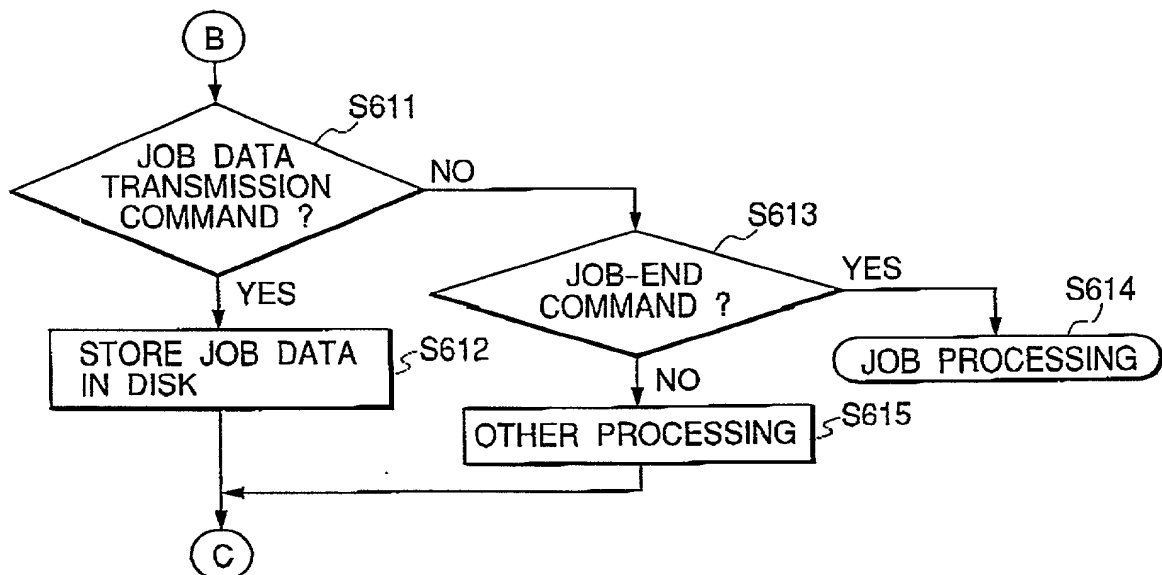 B
S611
JOB DATA
TRANSMISSION
COMMAND ?
NO
S613
JOB-END
COMMAND ?
YES
S614
JOB PROCESSING
YES
STORE JOB DATA
IN DISK
S612
NO
OTHER PROCESSING
S615
C